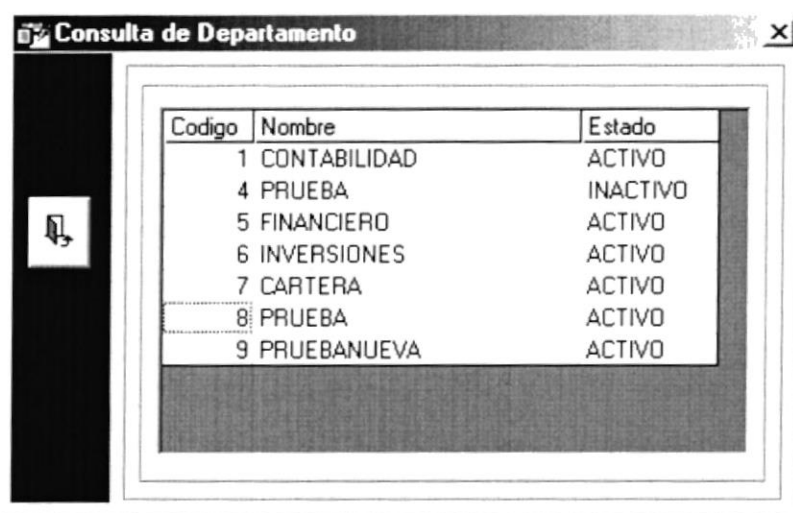 Consulta de Departamento
Codigo Nombre Estado
1 CONTABILIDAD ACTIVO
4 PRUEBA INACTIVO
5 FINANCIERO ACTIVO
6 INVERSIONES ACTIVO
7 CARTERA ACTIVO
8 PRUEBA ACTIVO
9 PRUEBANUEVA ACTIVO